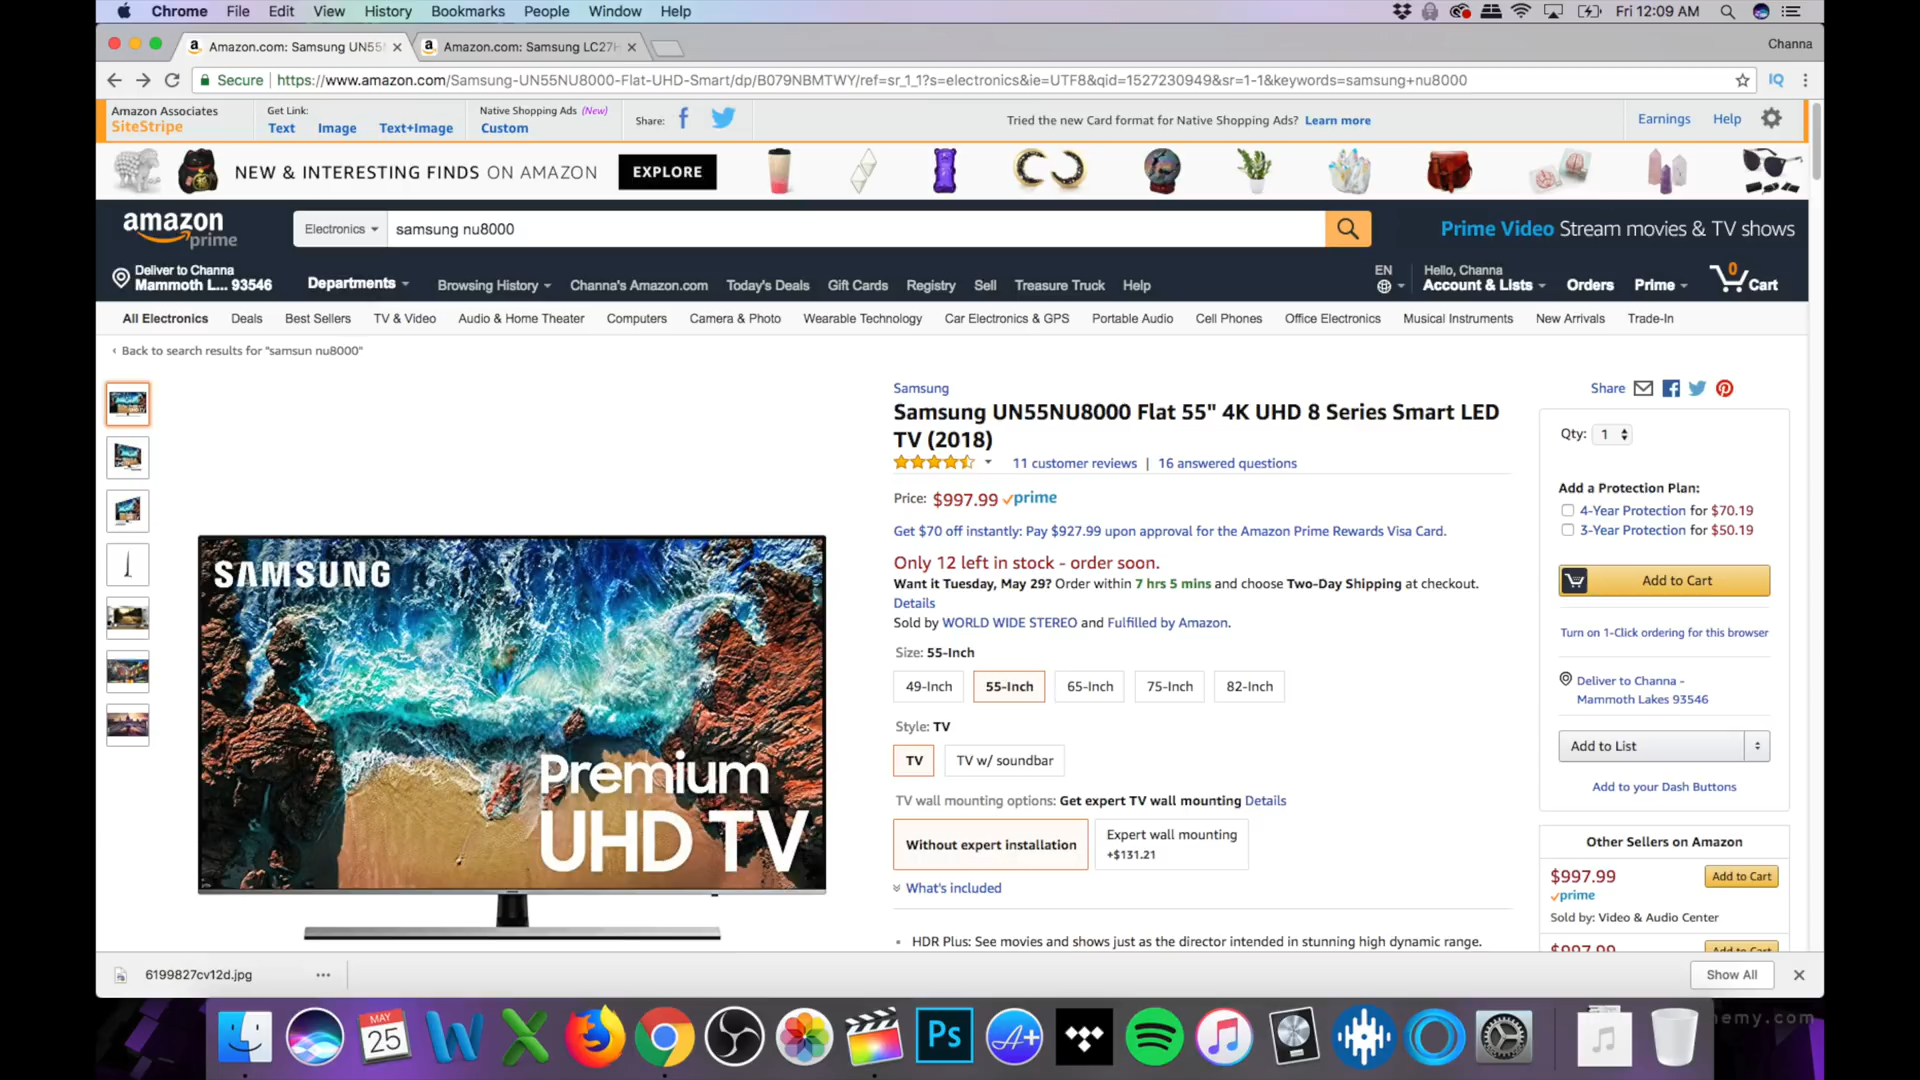 Chrome File Edit View History Bookmarks People Window Help Fri 12:09 AM
Amazon.com: Samsung UN55 Amazon.com: Samsung LC27 Channa
Secure https://www.amazon.com/Samsung-UN55NU8000-Flat-UHD-Smart/dp/B079NBMTWY/ref=sr_1_1?s=electronics&ie=UTF8&qid=1527230949&sr=1-1&keywords=samsung+nu8000 IQ
Amazon Associates Get Link: Native Shopping Ads (New)
SiteStripe Text Image Text+Image Custom Share: Tried the new Card format for Native Shopping Ads? Learn more Earnings Help
NEW & INTERESTING FINDS ON AMAZON EXPLORE
amazon prime Electronics samsung nu8000 Prime Video Stream movies & TV shows
Deliver to Channa EN Hello, Channa 0
Mammoth L... 93546 Departments Browsing History Channa's Amazon.com Today's Deals Gift Cards Registry Sell Treasure Truck Help Account & Lists Orders Prime Cart
All Electronics Deals Best Sellers TV & Video Audio & Home Theater Computers Camera & Photo Wearable Technology Car Electronics & GPS Portable Audio Cell Phones Office Electronics Musical Instruments New Arrivals Trade-In
‹ Back to search results for "samsun nu8000"
Samsung
Samsung UN55NU8000 Flat 55" 4K UHD 8 Series Smart LED
TV (2018)
11 customer reviews | 16 answered questions
Price: $997.99 prime
Get $70 off instantly: Pay $927.99 upon approval for the Amazon Prime Rewards Visa Card.
Only 12 left in stock - order soon.
Want it Tuesday, May 29? Order within 7 hrs 5 mins and choose Two-Day Shipping at checkout.
Details
Sold by WORLD WIDE STEREO and Fulfilled by Amazon.
Size: 55-Inch
49-Inch 55-Inch 65-Inch 75-Inch 82-Inch
Style: TV
TV TV w/ soundbar
TV wall mounting options: Get expert TV wall mounting Details
Without expert installation Expert wall mounting
+$131.21
What's included
• HDR Plus: See movies and shows just as the director intended in stunning high dynamic range.
SAMSUNG
Premium
UHD TV
Share
Qty: 1
Add a Protection Plan:
4-Year Protection for $70.19
3-Year Protection for $50.19
Add to Cart
Turn on 1-Click ordering for this browser
Deliver to Channa -
Mammoth Lakes 93546
Add to List
Add to your Dash Buttons
Other Sellers on Amazon
$997.99 Add to Cart
prime
Sold by: Video & Audio Center
$997.99 Add to Cart
6199827cv12d.jpg Show All
MAY
25
Ps
hemy.com